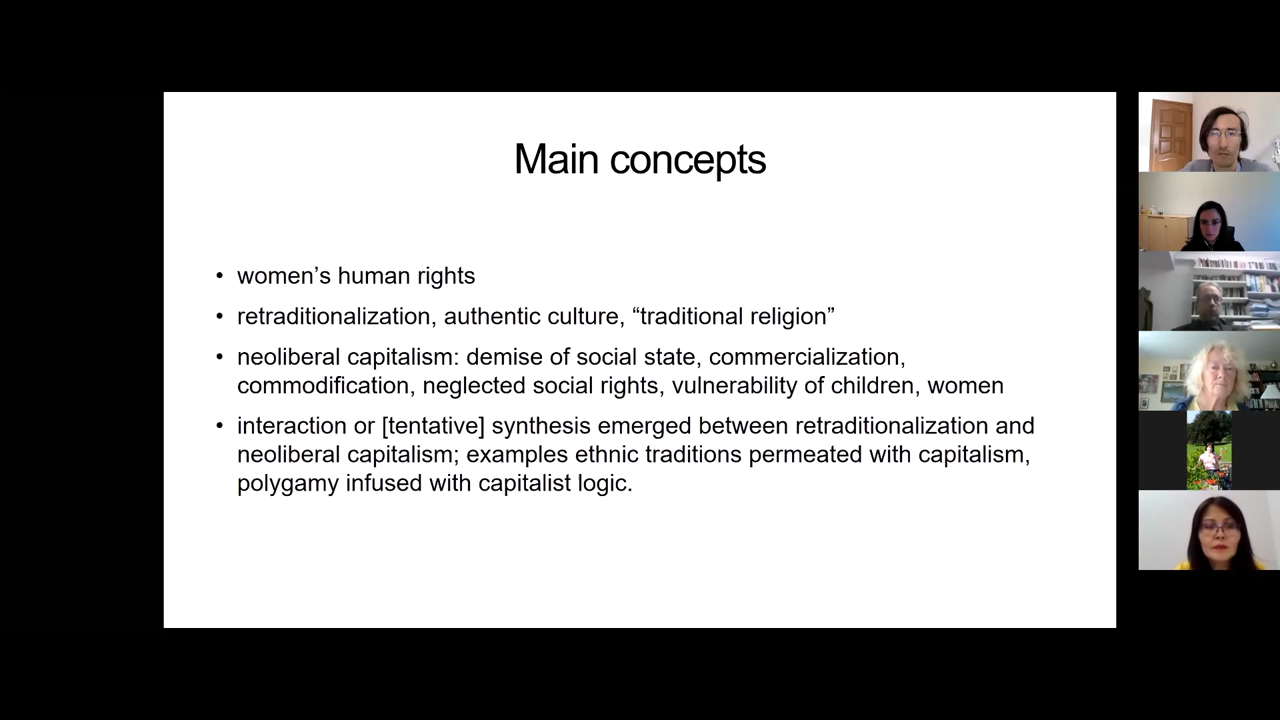 Main concepts
• women’s human rights
• retraditionalization, authentic culture, “traditional religion”
• neoliberal capitalism: demise of social state, commercialization,
commodification, neglected social rights, vulnerability of children, women
• interaction or [tentative] synthesis emerged between retraditionalization and
neoliberal capitalism; examples ethnic traditions permeated with capitalism,
polygamy infused with capitalist logic.